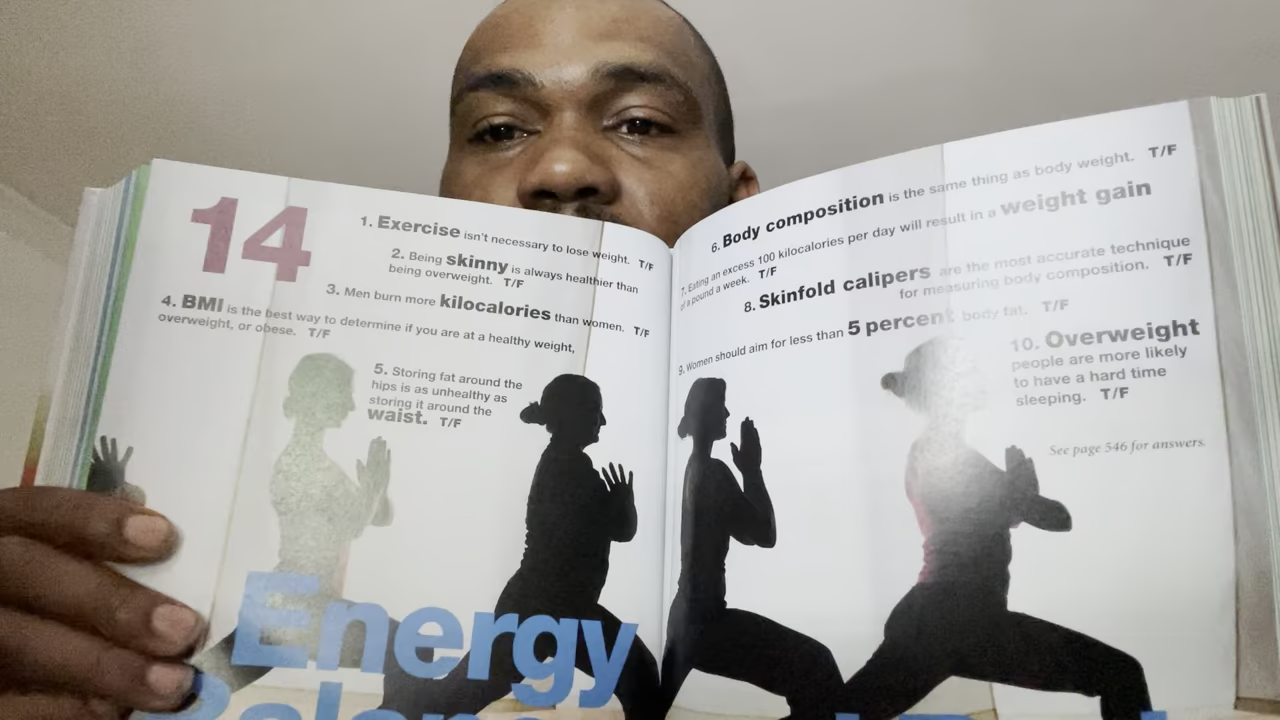 14
1. Exercise isn't necessary to lose weight. T/F
2. Being skinny is always healthier than
being overweight. T/F
3. Men burn more kilocalories than women. T/F
4. BMI is the best way to determine if you are at a healthy weight,
overweight, or obese. T/F
5. Storing fat around the
hips is as unhealthy as
storing it around the
waist. T/F
Energy
6. Body composition is the same thing as body weight. T/F
7. Eating an excess 100 kilocalories per day will result in a weight gain
of a pound a week. T/F
8. Skinfold calipers are the most accurate technique
for measuring body composition. T/F
9. Women should aim for less than 5 percent body fat. T/F
10. Overweight
people are more likely
to have a hard time
sleeping. T/F
See page 546 for answers.